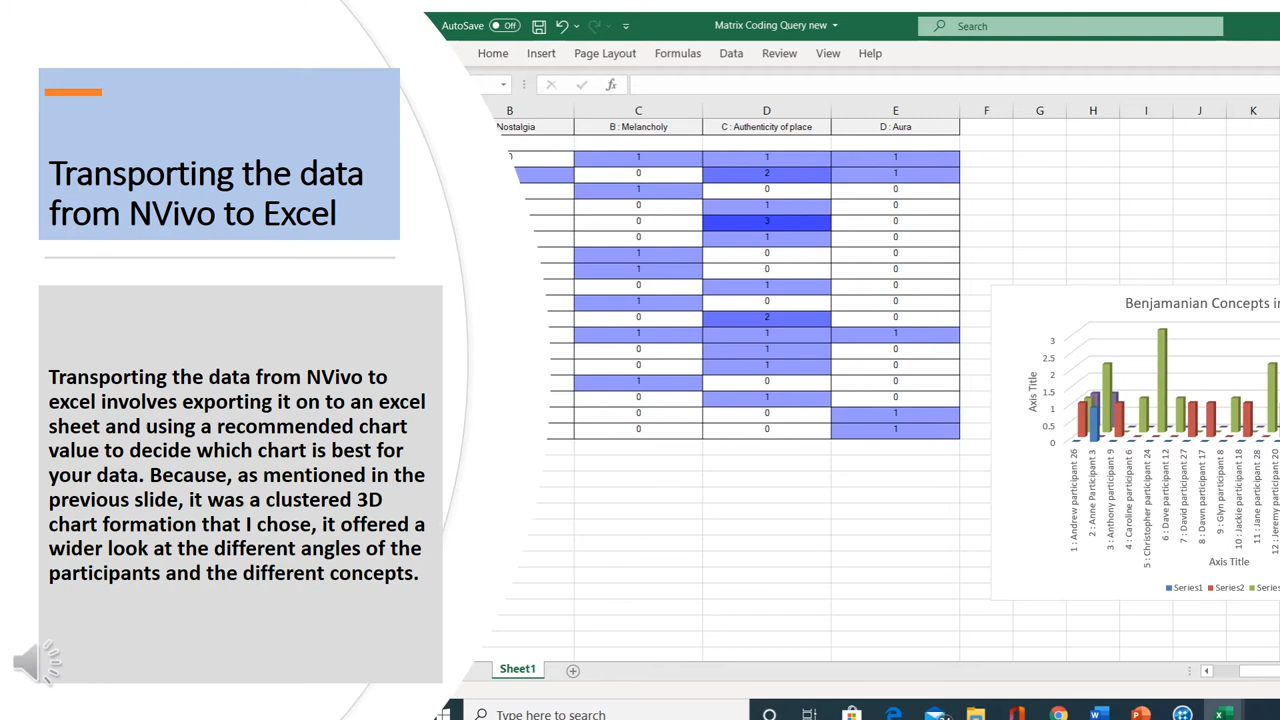 Transporting the data
from NVivo to Excel
Transporting the data from NVivo to
excel involves exporting it on to an excel
sheet and using a recommended chart
value to decide which chart is best for
your data. Because, as mentioned in the
previous slide, it was a clustered 3D
chart formation that I chose, it offered a
wider look at the different angles of the
participants and the different concepts.
AutoSave Off Matrix Coding Query new Search
Home Insert Page Layout Formulas Data Review View Help
fx
B C D E F G H I J K
Nostalgia B : Melancholy C : Authenticity of place D : Aura
0 1 1 1
0 2 1
1 0 0
0 1 0
0 3 0
0 1 0
1 0 0
1 0 0
0 1 0
1 0 0
0 2 0
1 1 1
0 1 0
0 1 0
1 0 0
0 1 0
0 0 1
0 0 1
Benjamanian Concepts in
Axis Title
3
2.5
2
1.5
1
0.5
0
1 : Andrew participant 26
2 : Anne Participant 3
3 : Anthony participant 9
4 : Caroline participant 6
5 : Christopher participant 24
6 : Dave participant 12
7 : David participant 27
8 : Dawn participant 17
9 : Glyn participant 8
10 : Jackie participant 18
11 : Jane participant 28
12 : Jeremy participant 20
Axis Title
Series1 Series2 Series
Sheet1
Type here to search